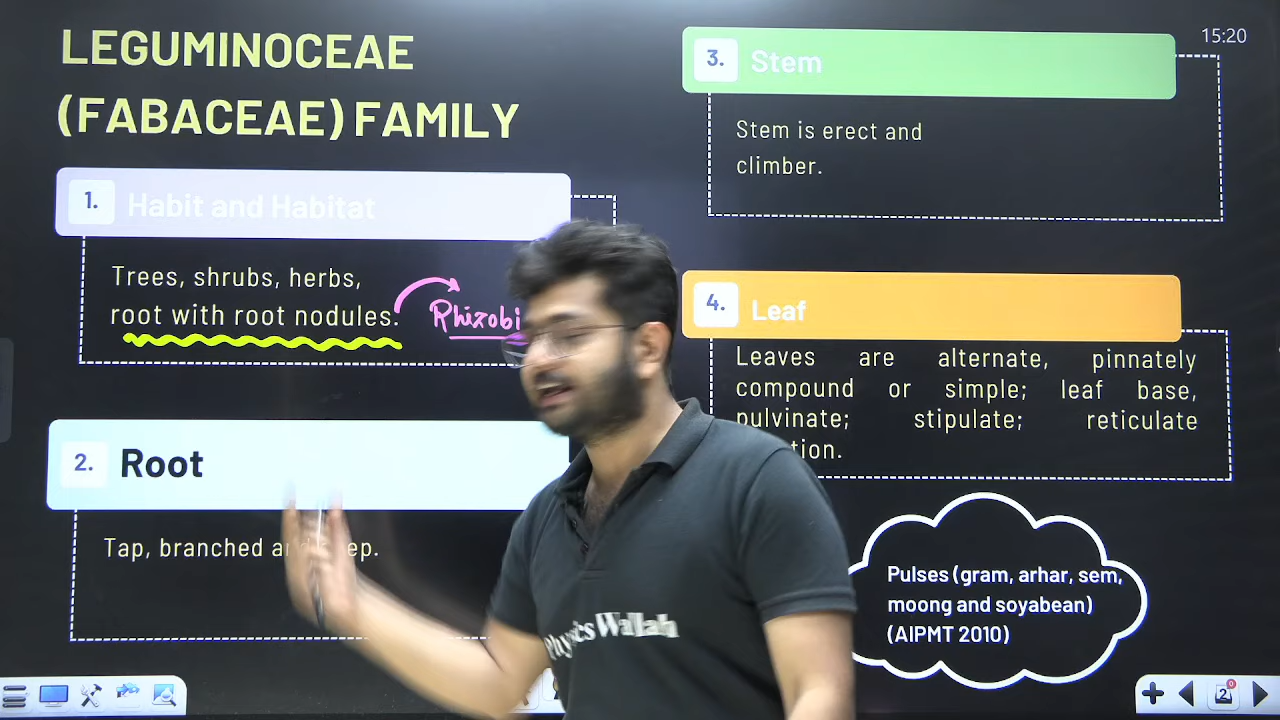 LEGUMINOCEAE
(FABACEAE) FAMILY
1. Habit and Habitat
Trees, shrubs, herbs,
root with root nodules.
Rhizobi
2. Root
Tap, branched
15:20
3. Stem
Stem is erect and
climber.
4. Leaf
Leaves are alternate, pinnately
compound or simple; leaf base,
pulvinate; stipulate; reticulate
Pulses (gram, arhar, sem,
moong and soyabean)
(AIPMT 2010)
Physics Wallah
2